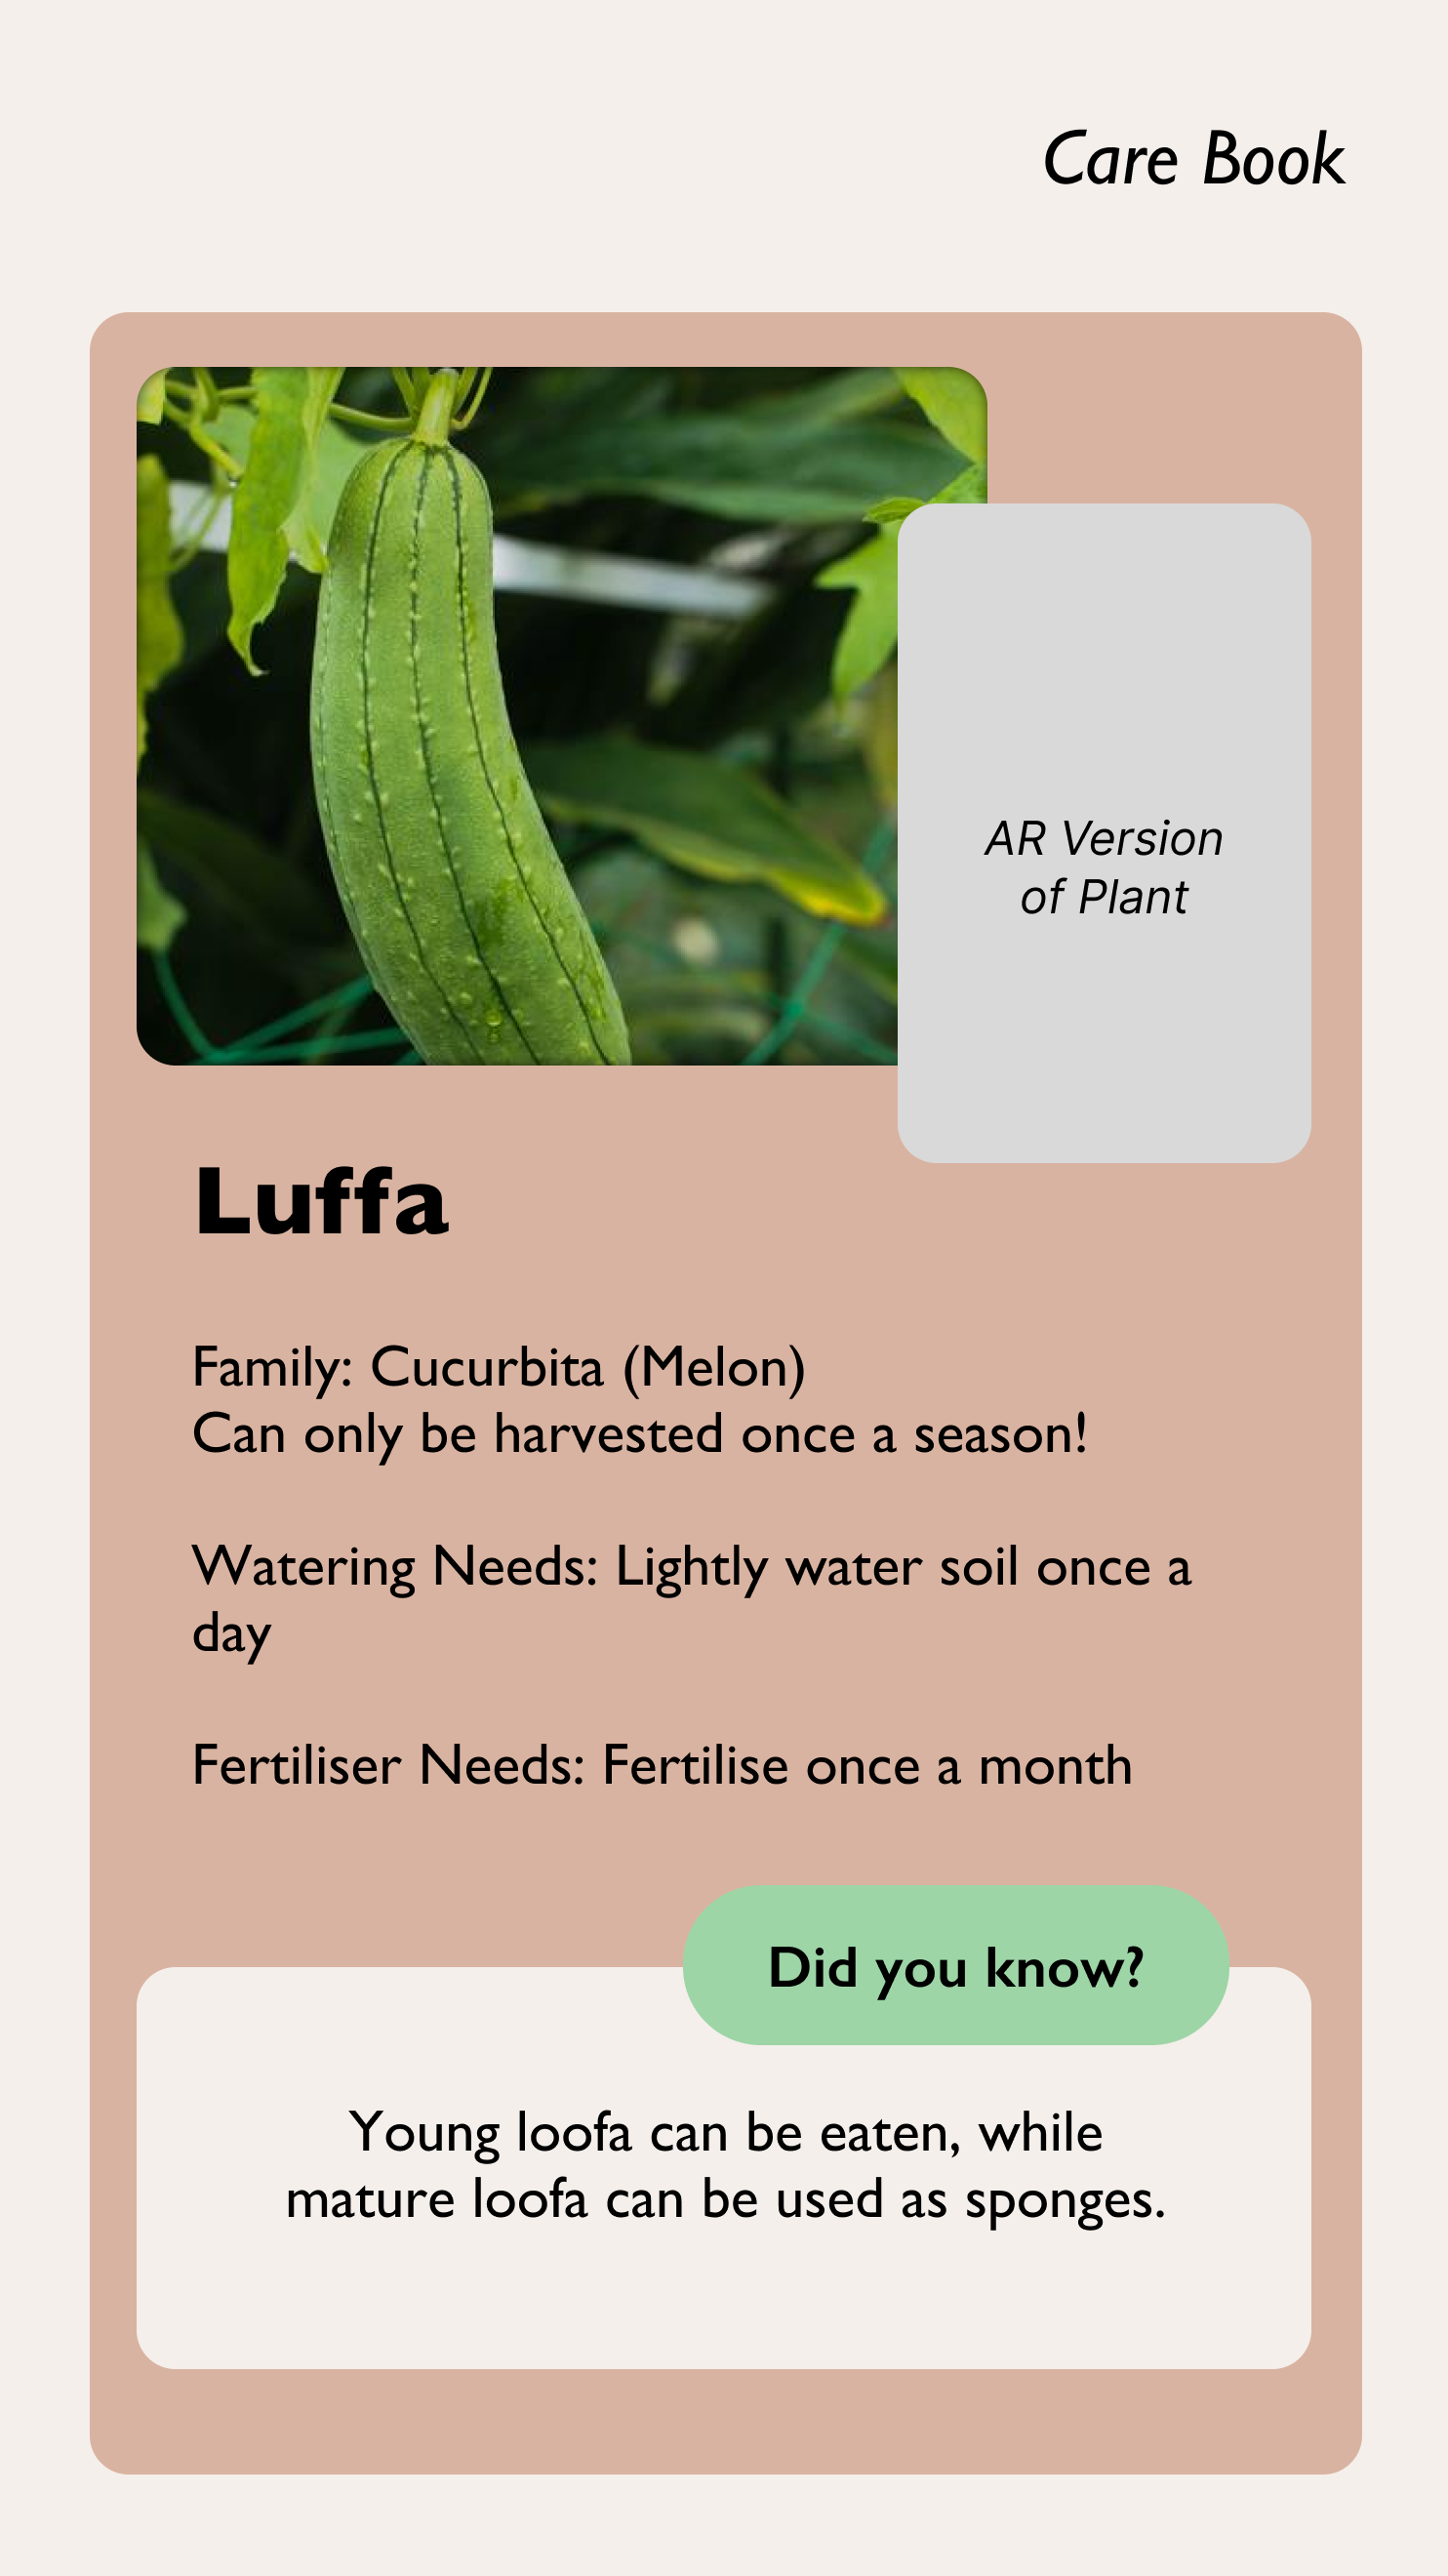 Care Book
AR Version
of Plant
Luffa
Family: Cucurbita (Melon)
Can only be harvested once a season!
Watering Needs: Lightly water soil once a
day
Fertiliser Needs: Fertilise once a month
Did you know?
Young loofa can be eaten, while
mature loofa can be used as sponges.